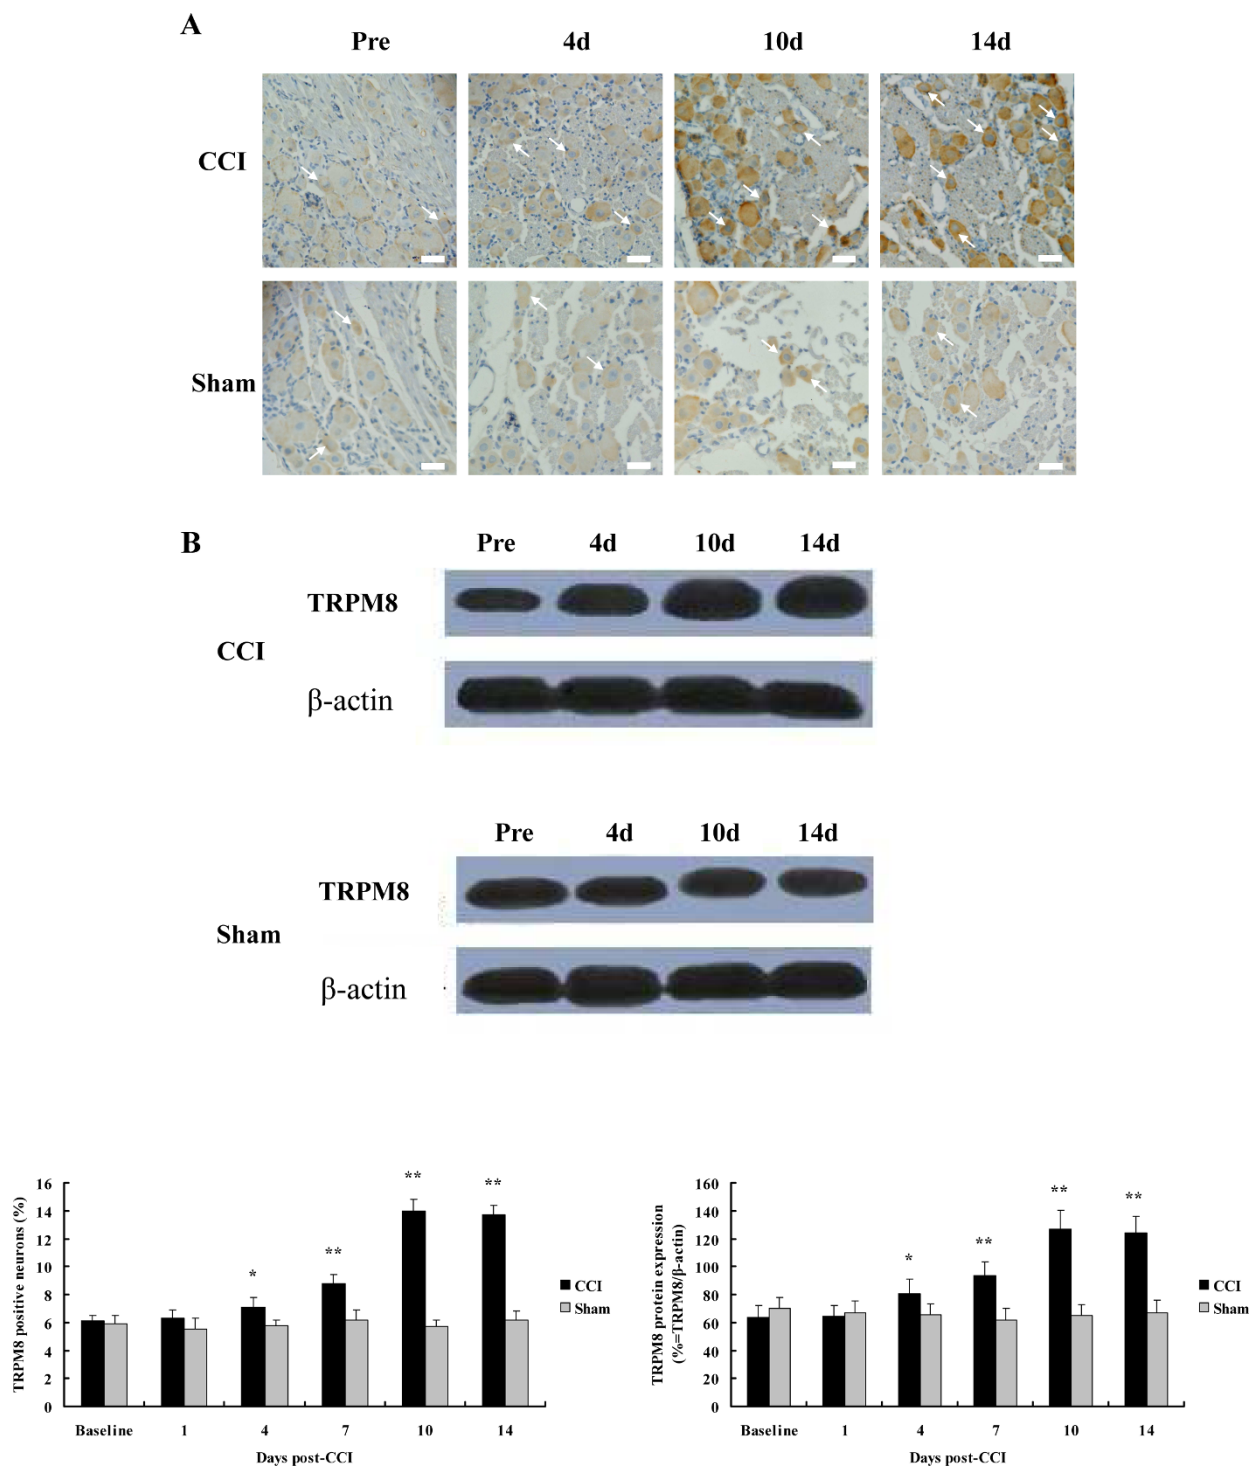 A
Pre 4d 10d 14d
CCI
Sham
B
Pre 4d 10d 14d
TRPM8
CCI
β-actin
Pre 4d 10d 14d
TRPM8
Sham
β-actin
TRPM8 positive neurons (%)
16
14
12
10
8
6
4
2
0
* ** ** **
CCI
Sham
Baseline 1 4 7 10 14
Days post-CCI
TRPM8 protein expression
(%=TRPM8/β-actin)
160
140
120
100
80
60
40
20
0
* ** ** **
CCI
Sham
Baseline 1 4 7 10 14
Days post-CCI